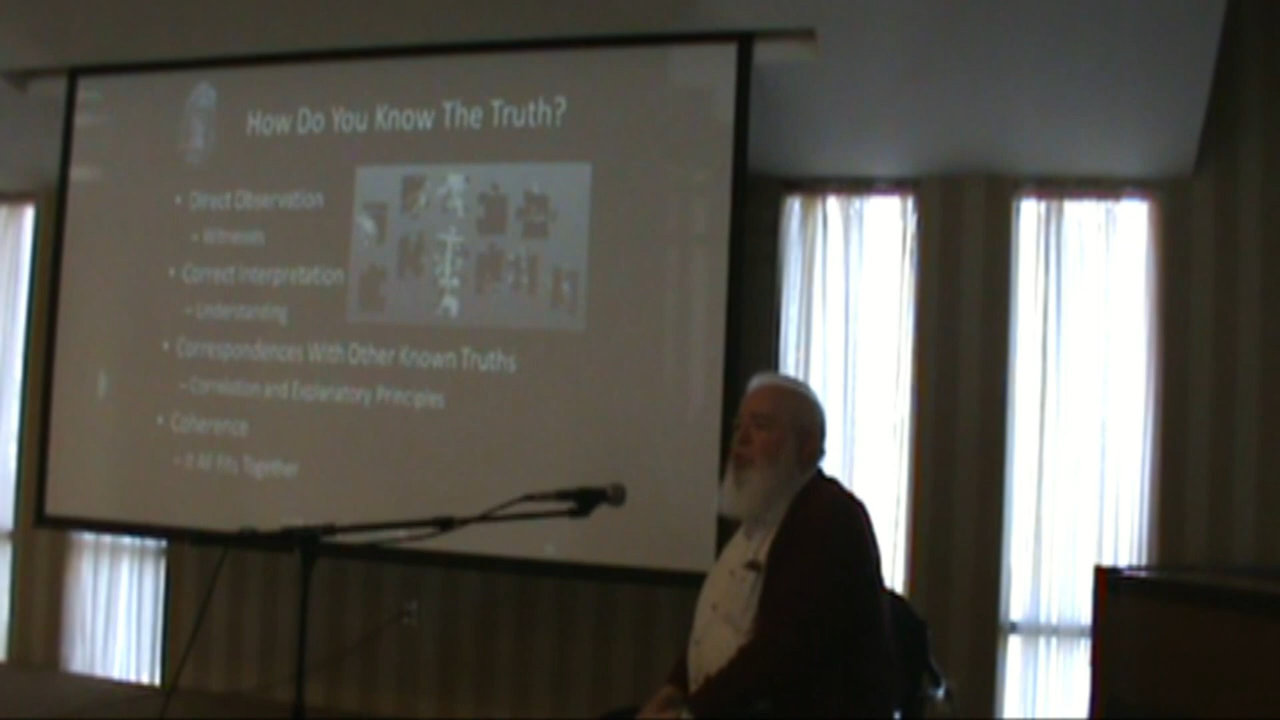 How Do You Know The Truth?
• Direct Observation
– Witnesses
• Correct Interpretation
– Understanding
• Correspondences With Other Known Truths
– Correlation and Explanatory Principles
• Coherence
– It All Fits Together